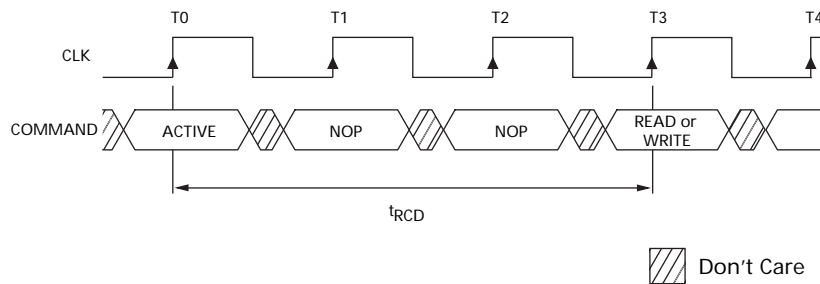 T0 T1 T2 T3 T4
CLK
COMMAND ACTIVE NOP NOP READ or
WRITE
tRCD
Don't Care